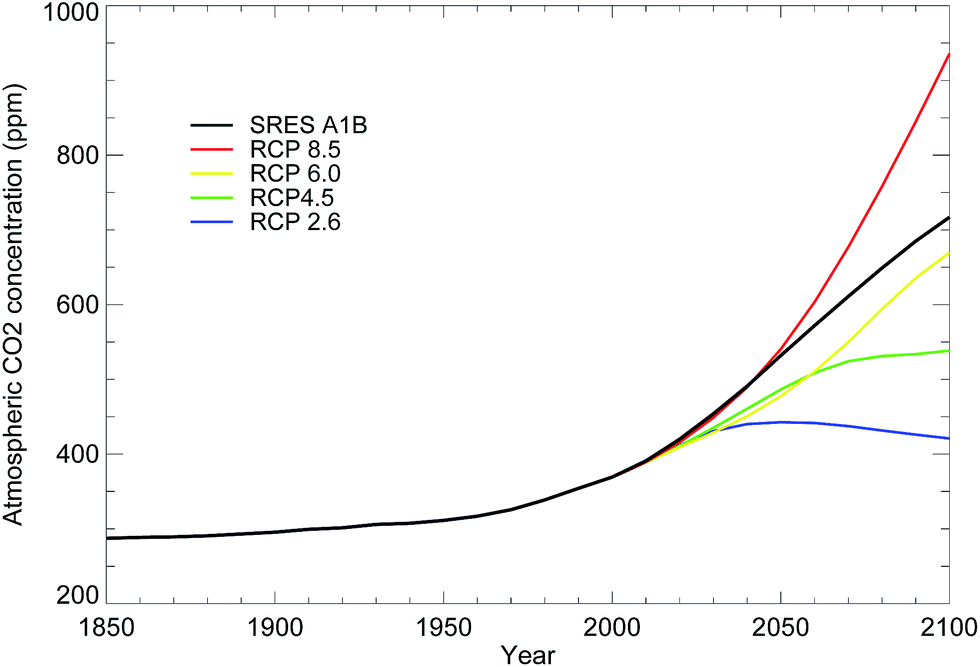 1000
800
600
400
200
Atmospheric CO2 concentration (ppm)
SRES A1B
RCP 8.5
RCP 6.0
RCP4.5
RCP 2.6
1850 1900 1950 2000 2050 2100
Year